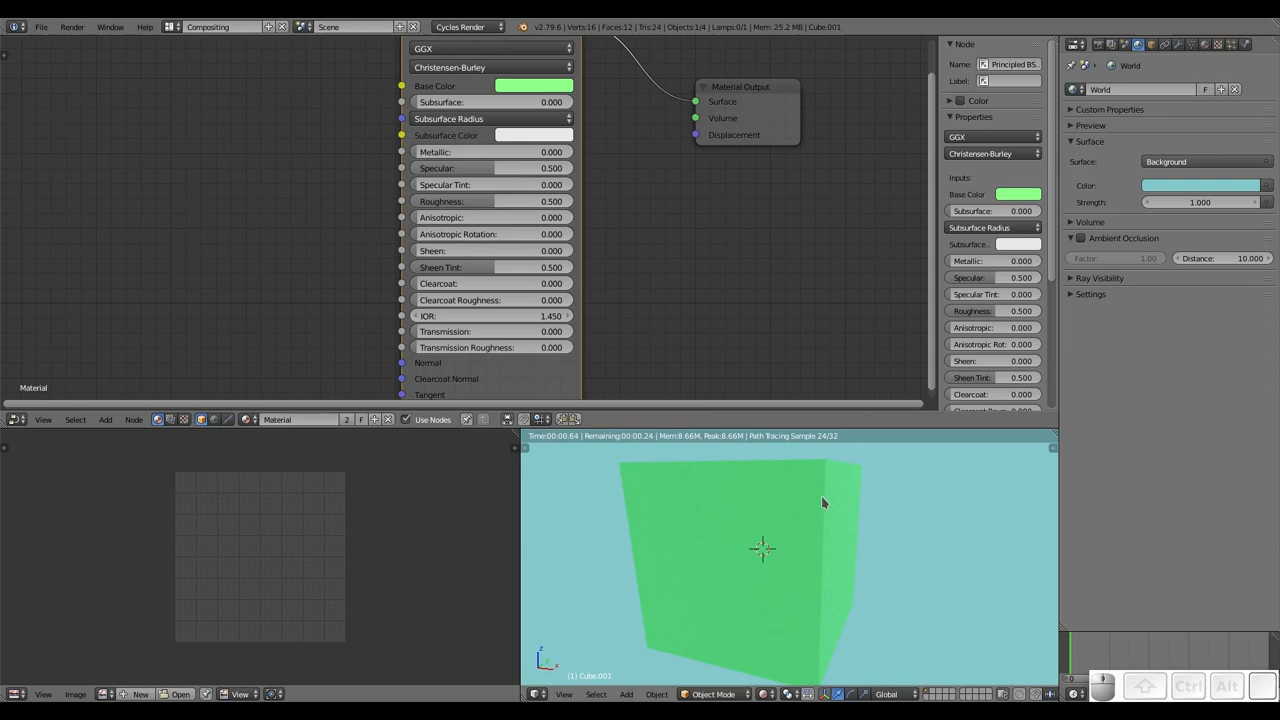 File Render Window Help Compositing Scene Cycles Render v2.79.6 | Verts:16 | Faces:12 | Tris:24 | Objects:1/4 | Lamps:0/1 | Mem: 25.2 MB | Cube.001
GGX
Christensen-Burley
Base Color
Subsurface: 0.000
Subsurface Radius
Subsurface Color
Metallic: 0.000
Specular: 0.500
Specular Tint: 0.000
Roughness: 0.500
Anisotropic: 0.000
Anisotropic Rotation: 0.000
Sheen: 0.000
Sheen Tint: 0.500
Clearcoat: 0.000
Clearcoat Roughness: 0.000
IOR: 1.450
Transmission: 0.000
Transmission Roughness: 0.000
Normal
Clearcoat Normal
Tangent
Material Output
Surface
Volume
Displacement
Material
Node
Name: Principled BS..
Label:
Color
Properties
GGX
Christensen-Burley
Inputs:
Base Color
Subsurface: 0.000
Subsurface Radius
Subsurface..
Metallic: 0.000
Specular: 0.500
Specular Tint: 0.000
Roughness: 0.500
Anisotropic: 0.000
Anisotropic Rot: 0.000
Sheen: 0.000
Sheen Tint: 0.500
Clearcoat: 0.000
World
World F
Custom Properties
Preview
Surface
Surface: Background
Color:
Strength: 1.000
Volume
Ambient Occlusion
Factor: 1.00 Distance: 10.000
Ray Visibility
Settings
View Select Add Node Material 2 F Use Nodes
Time:00:00.64 | Remaining:00:00.24 | Mem:8.66M, Peak:8.66M | Path Tracing Sample 24/32
z
x
(1) Cube.001
View Image New Open View
View Select Add Object Object Mode Global
Ctrl Alt